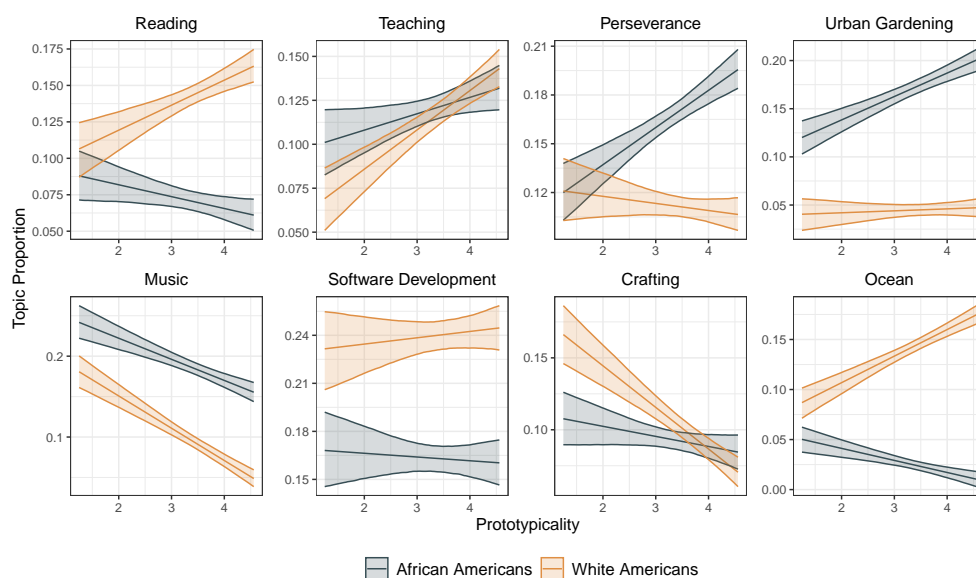 Reading
Teaching
Perseverance
Urban Gardening
0.175
0.150
0.125
0.100
0.075
0.050
0.150
0.125
0.100
0.075
0.050
0.21
0.18
0.15
0.12
0.20
0.15
0.10
0.05
2 3 4
2 3 4
2 3 4
2 3 4
Topic Proportion
Music
Software Development
Crafting
Ocean
0.2
0.1
0.24
0.21
0.18
0.15
0.15
0.10
0.15
0.10
0.05
0.00
2 3 4
2 3 4
2 3 4
2 3 4
Prototypicality
African Americans
White Americans